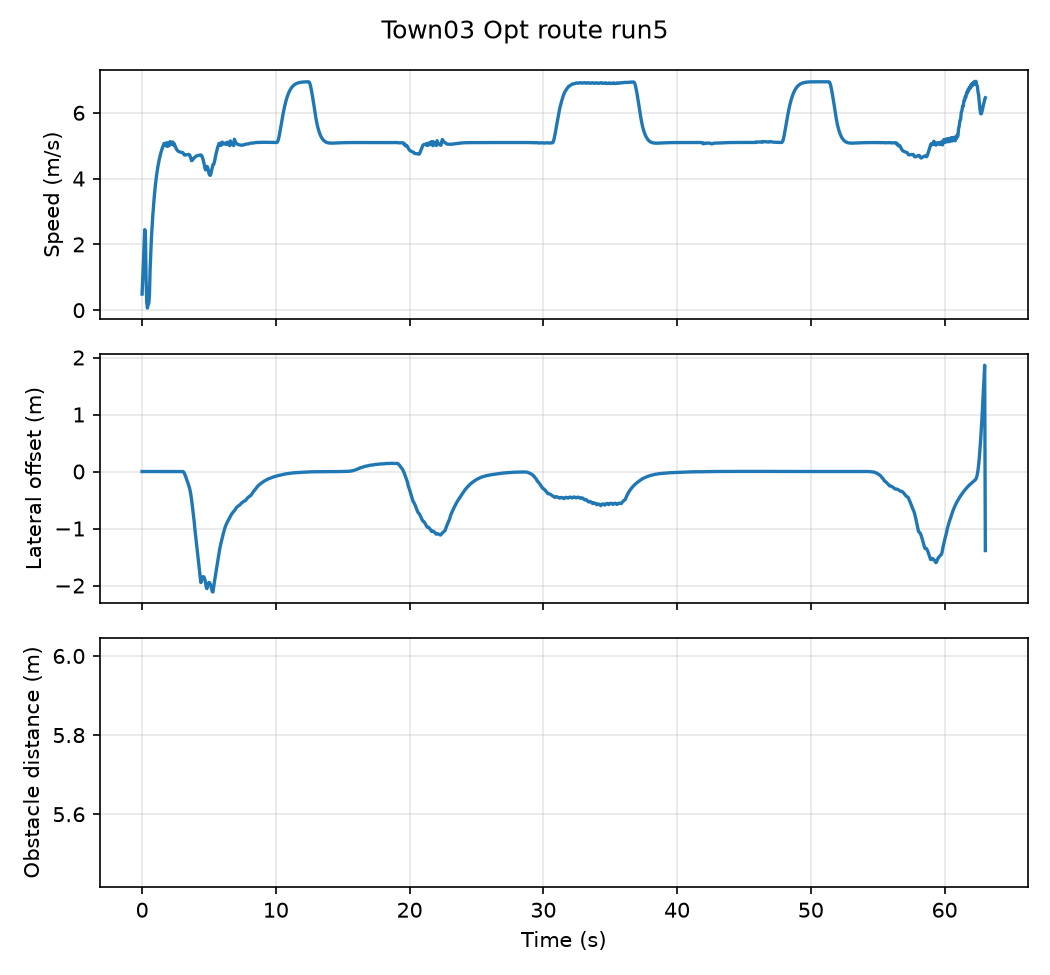 Town03 Opt route run5
Speed (m/s)
6
4
2
0
Lateral offset (m)
2
1
0
−1
−2
Obstacle distance (m)
6.0
5.8
5.6
0 10 20 30 40 50 60
Time (s)